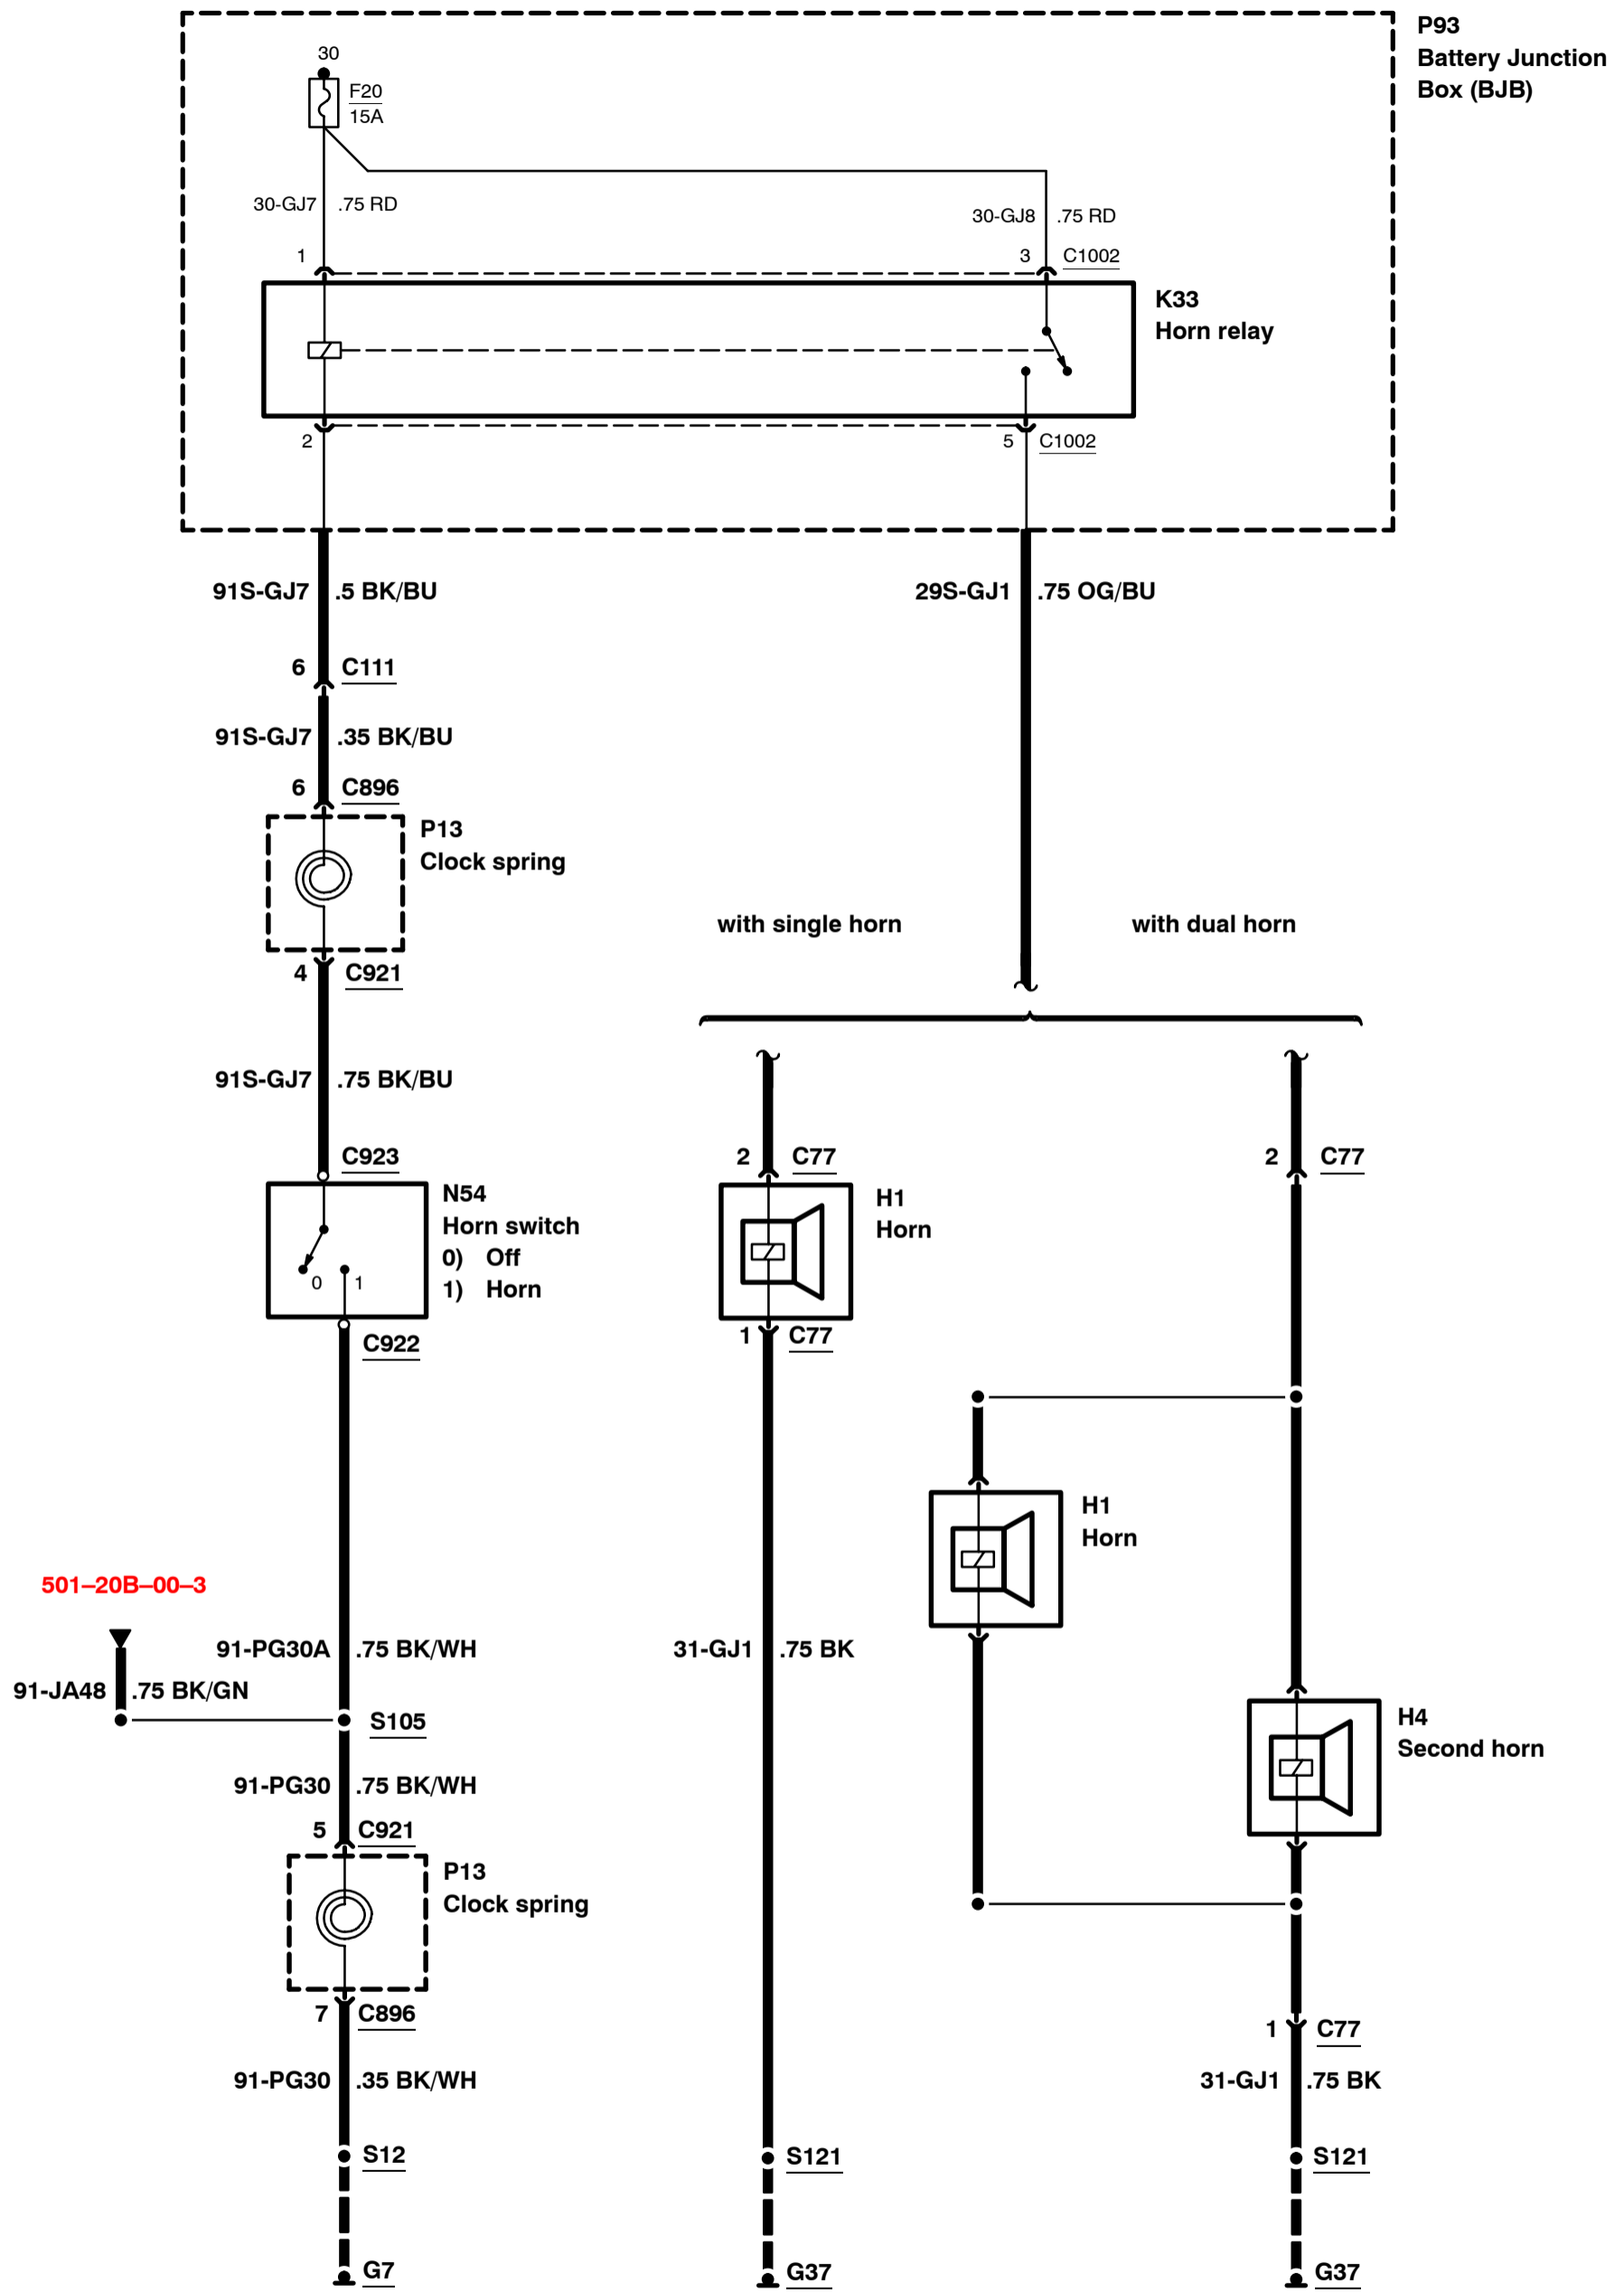 P93
Battery Junction
Box (BJB)
30
F20
15A
30-GJ7 .75 RD
30-GJ8 .75 RD
1
3 C1002
K33
Horn relay
2
5 C1002
91S-GJ7 .5 BK/BU
29S-GJ1 .75 OG/BU
6 C111
91S-GJ7 .35 BK/BU
6 C896
P13
Clock spring
with single horn
with dual horn
4 C921
91S-GJ7 .75 BK/BU
C923
2 C77
2 C77
N54
Horn switch
0) Off
1) Horn
0 1
H1
Horn
C922
1 C77
H1
Horn
501–20B–00–3
91-PG30A .75 BK/WH
31-GJ1 .75 BK
91-JA48 .75 BK/GN
S105
H4
Second horn
91-PG30 .75 BK/WH
5 C921
P13
Clock spring
7 C896
1 C77
91-PG30 .35 BK/WH
31-GJ1 .75 BK
S12
S121
S121
G7
G37
G37